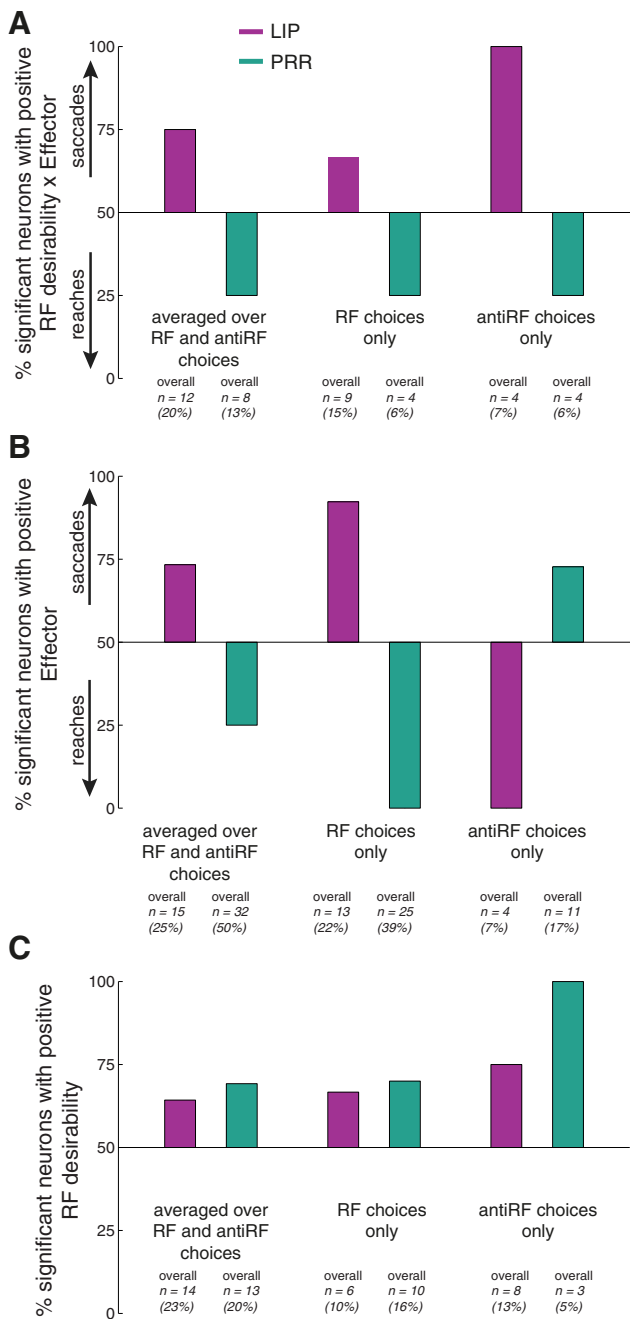 A
LIP
PRR
% significant neurons with positive
RF desirability x Effector
saccades
reaches
100
75
50
25
0
averaged over
RF and antiRF
choices
RF choices
only
antiRF choices
only
overall
n = 12
(20%)
overall
n = 8
(13%)
overall
n = 9
(15%)
overall
n = 4
(6%)
overall
n = 4
(7%)
overall
n = 4
(6%)
B
% significant neurons with positive
Effector
saccades
reaches
100
75
50
25
0
averaged over
RF and antiRF
choices
RF choices
only
antiRF choices
only
overall
n = 15
(25%)
overall
n = 32
(50%)
overall
n = 13
(22%)
overall
n = 25
(39%)
overall
n = 4
(7%)
overall
n = 11
(17%)
C
% significant neurons with positive
RF desirability
100
75
50
25
0
averaged over
RF and antiRF
choices
RF choices
only
antiRF choices
only
overall
n = 14
(23%)
overall
n = 13
(20%)
overall
n = 6
(10%)
overall
n = 10
(16%)
overall
n = 8
(13%)
overall
n = 3
(5%)